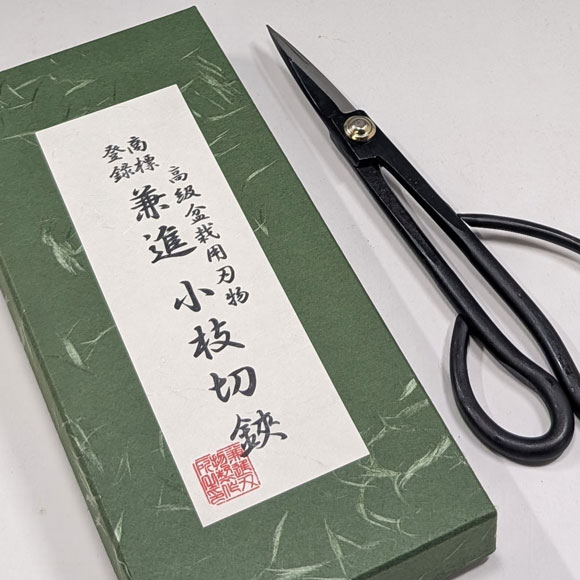 高級盆栽用刃物
商標
登録
兼進 小枝切鋏